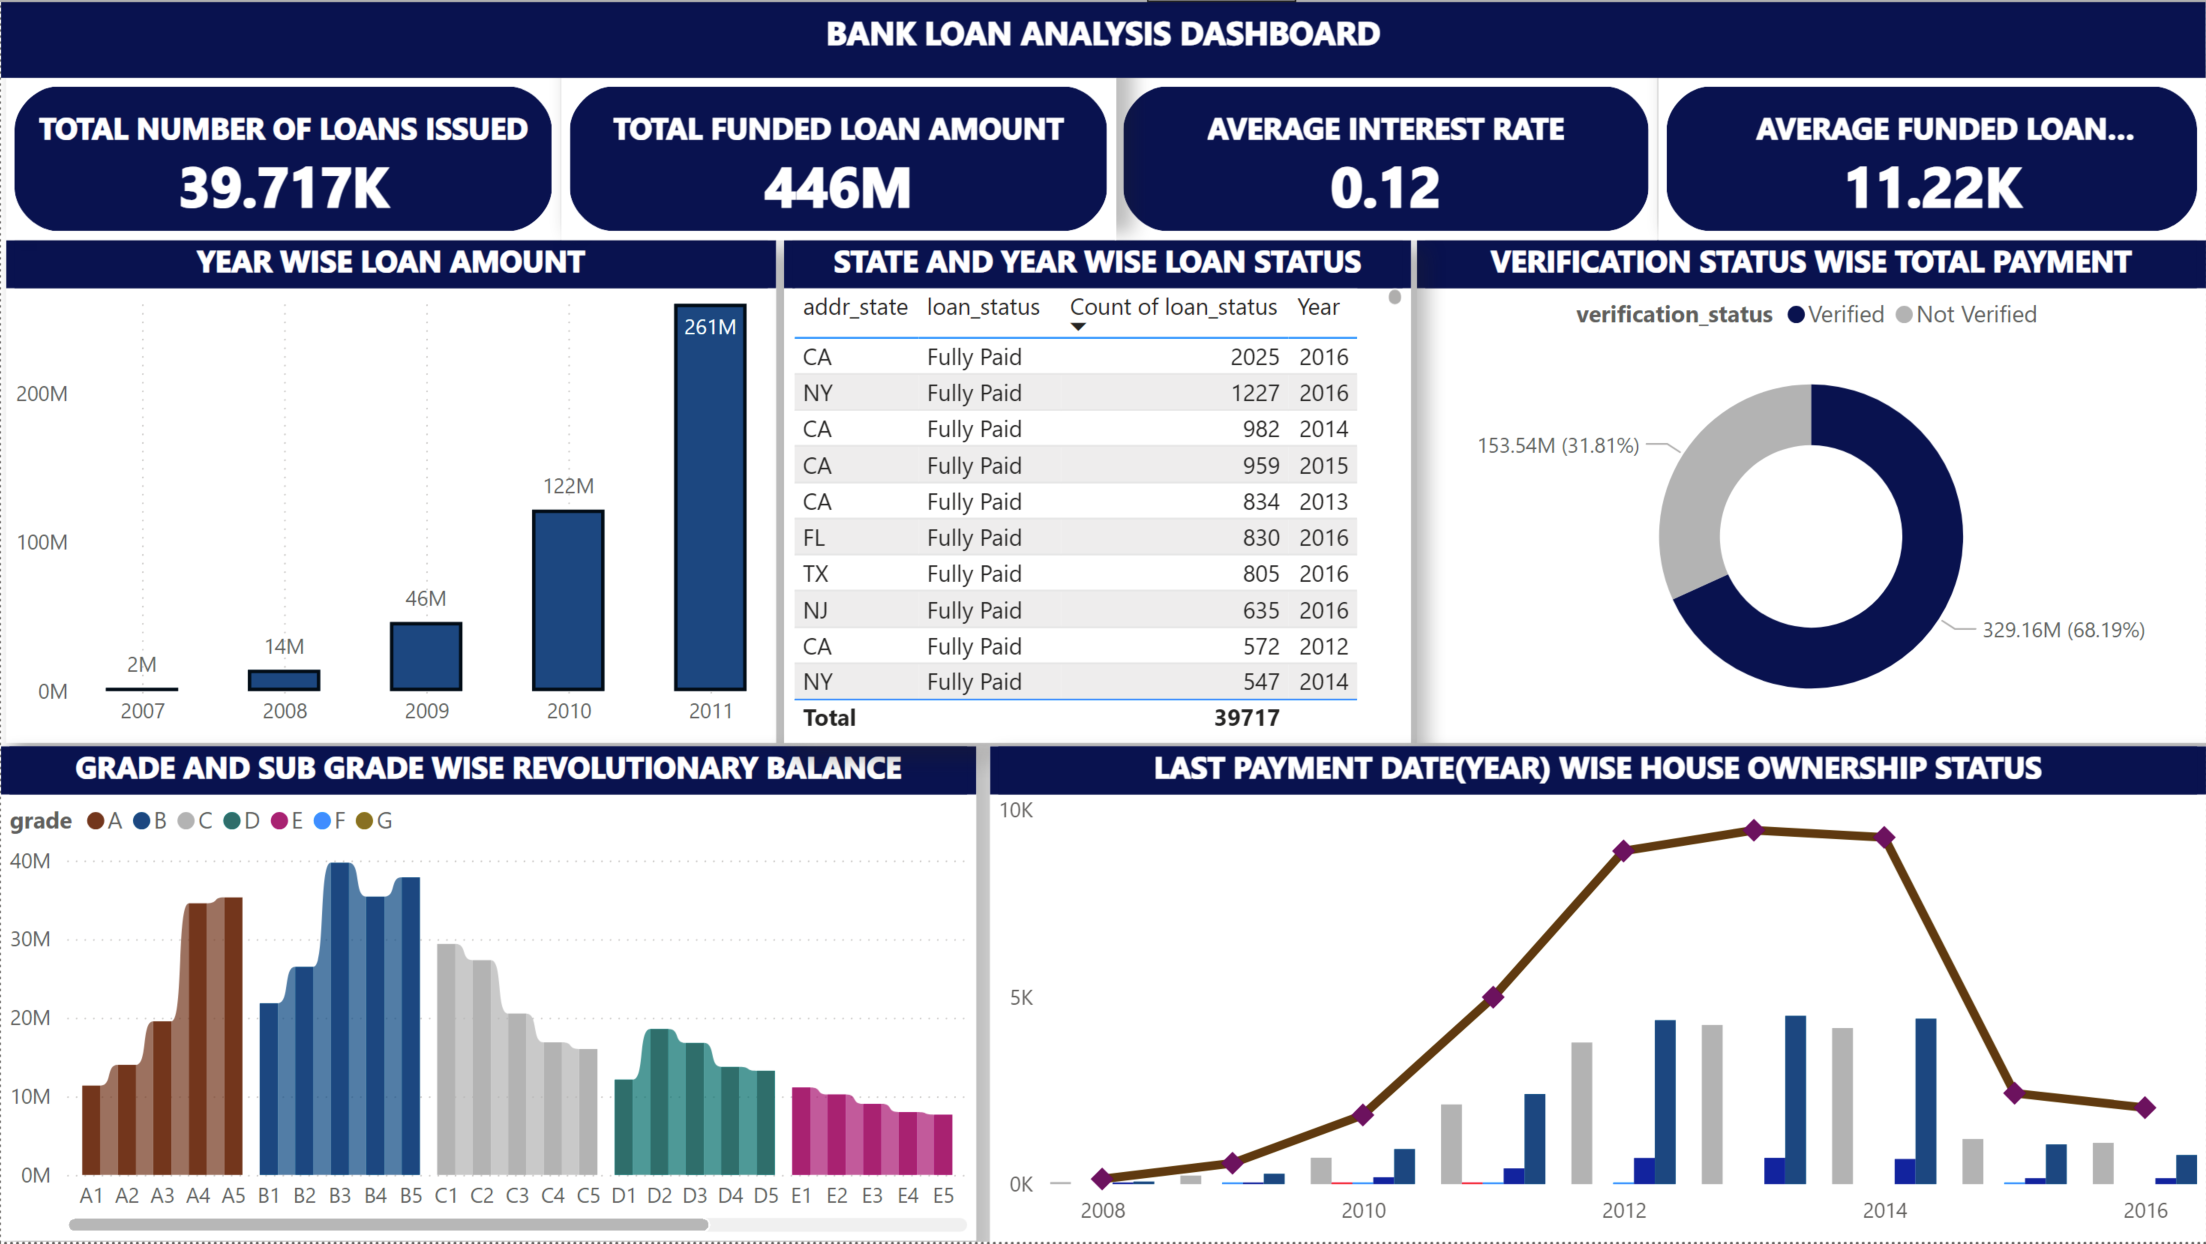 BANK LOAN ANALYSIS DASHBOARD
TOTAL NUMBER OF LOANS ISSUED
39.717K
TOTAL FUNDED LOAN AMOUNT
446M
AVERAGE INTEREST RATE
0.12
AVERAGE FUNDED LOAN...
11.22K
YEAR WISE LOAN AMOUNT
200M
100M
0M
2M
14M
46M
122M
261M
2007 2008 2009 2010 2011
STATE AND YEAR WISE LOAN STATUS
addr_state loan_status Count of loan_status Year
CA Fully Paid 2025 2016
NY Fully Paid 1227 2016
CA Fully Paid 982 2014
CA Fully Paid 959 2015
CA Fully Paid 834 2013
FL Fully Paid 830 2016
TX Fully Paid 805 2016
NJ Fully Paid 635 2016
CA Fully Paid 572 2012
NY Fully Paid 547 2014
Total 39717
VERIFICATION STATUS WISE TOTAL PAYMENT
verification_status Verified Not Verified
153.54M (31.81%)
329.16M (68.19%)
GRADE AND SUB GRADE WISE REVOLUTIONARY BALANCE
grade A B C D E F G
40M
30M
20M
10M
0M
A1 A2 A3 A4 A5 B1 B2 B3 B4 B5 C1 C2 C3 C4 C5 D1 D2 D3 D4 D5 E1 E2 E3 E4 E5
LAST PAYMENT DATE(YEAR) WISE HOUSE OWNERSHIP STATUS
10K
5K
0K
2008 2010 2012 2014 2016